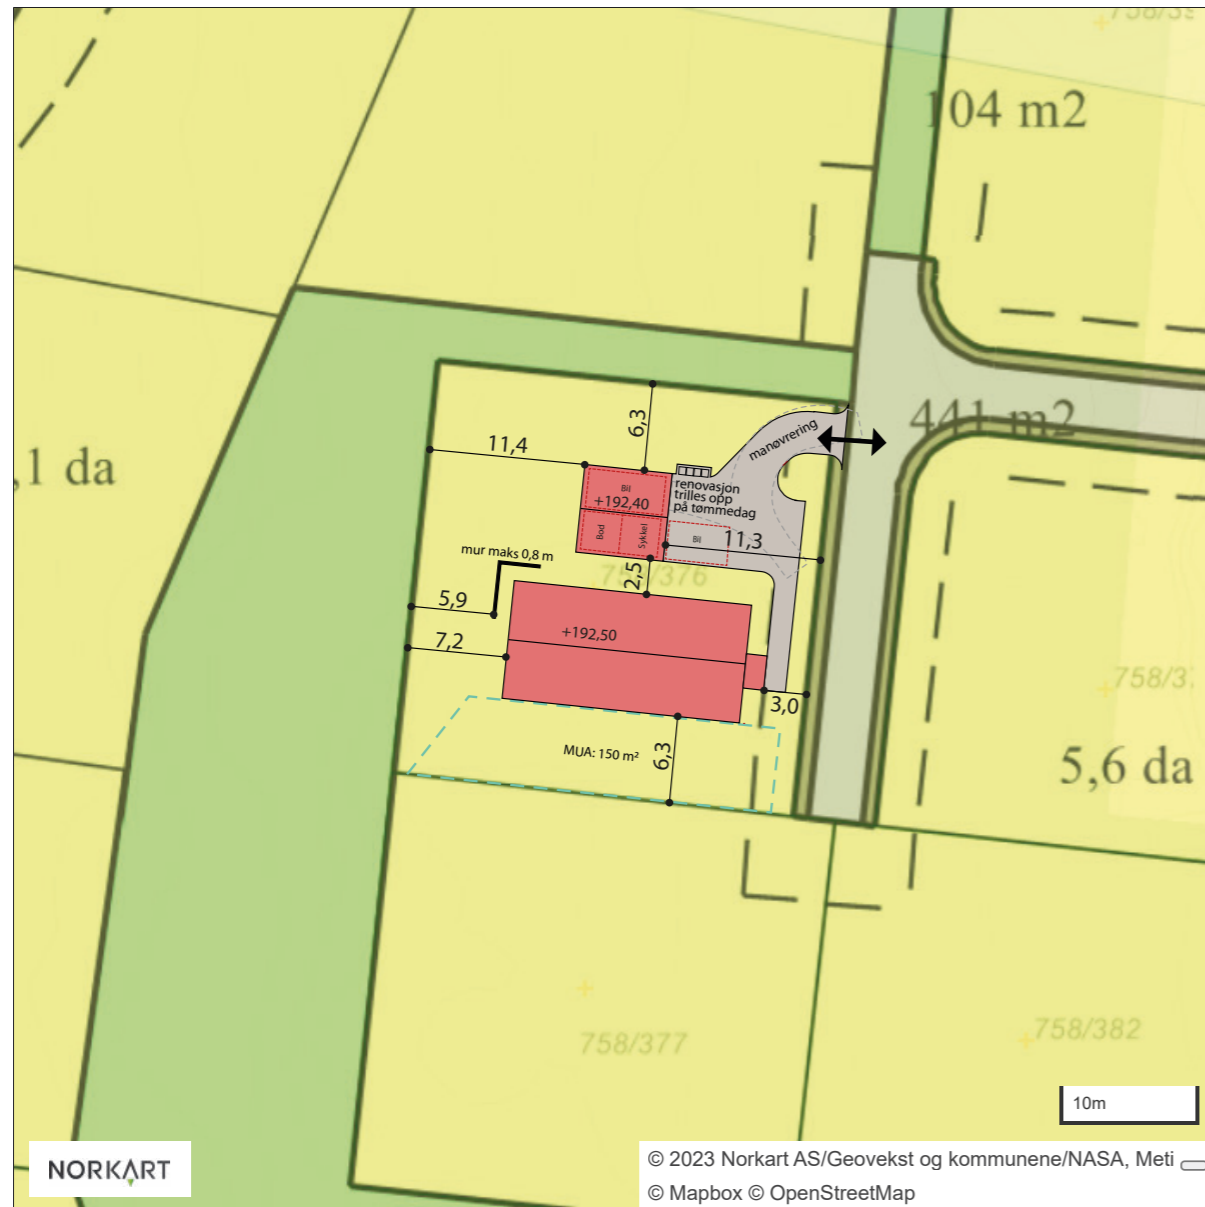 104 m2
441 m2
,1 da
6,3
11,4
manøvrering
Bil
+192,40
renovasjon
trilles opp
på tømmedag
Bod
Sykkel
Bil
11,3
mur maks 0,8 m
2,5
5,9
+192,50
7,2
3,0
758/3
MUA: 150 m²
6,3
5,6 da
758/377
758/382
10m
NORKART
© 2023 Norkart AS/Geovekst og kommunene/NASA, Meti
© Mapbox © OpenStreetMap